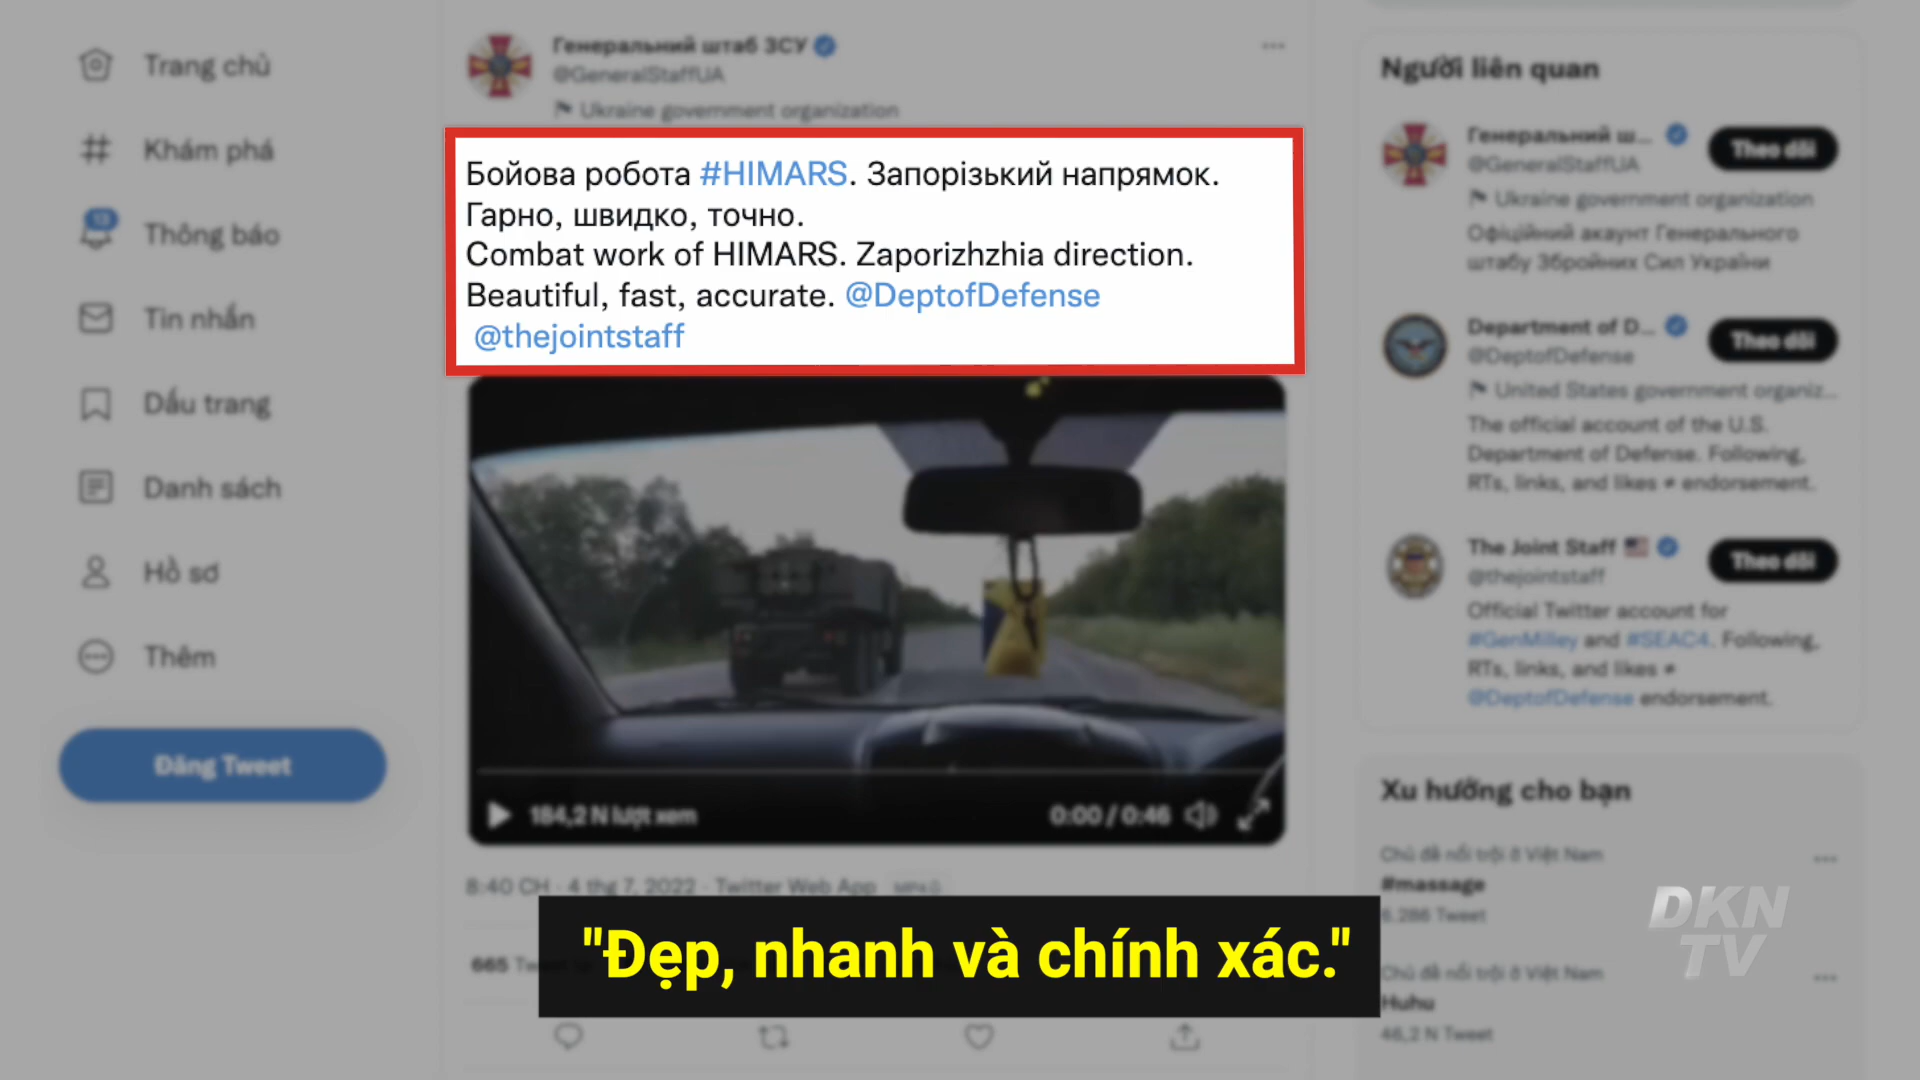 Trang chủ
Khám phá
13
Thông báo
Tin nhắn
Dấu trang
Danh sách
Hồ sơ
Thêm
Đăng Tweet
Генеральний штаб ЗСУ
@GeneralStaffUA
Ukraine government organization
Бойова робота #HIMARS. Запорізький напрямок.
Гарно, швидко, точно.
Combat work of HIMARS. Zaporizhzhia direction.
Beautiful, fast, accurate. @DeptofDefense
@thejointstaff
184,2 N lượt xem
0:00 / 0:46
8:40 CH · 4 thg 7, 2022 · Twitter Web App
665
"Đẹp, nhanh và chính xác."
Người liên quan
Генеральний ш...
Theo dõi
@GeneralStaffUA
Ukraine government organization
Офіційний акаунт Генерального
штабу Збройних Сил України
Department of D...
Theo dõi
@DeptofDefense
United States government organiz...
The official account of the U.S.
Department of Defense. Following,
RTs, links, and likes ≠ endorsement.
The Joint Staff
Theo dõi
@thejointstaff
Official Twitter account for
#GenMilley and #SEAC4. Following,
RTs, links, and likes ≠
@DeptofDefense endorsement.
Xu hướng cho bạn
Chủ đề nổi trội ở Việt Nam
#massage
6.286 Tweet
Chủ đề nổi trội ở Việt Nam
Huhu
46,2 N Tweet
DKN
TV